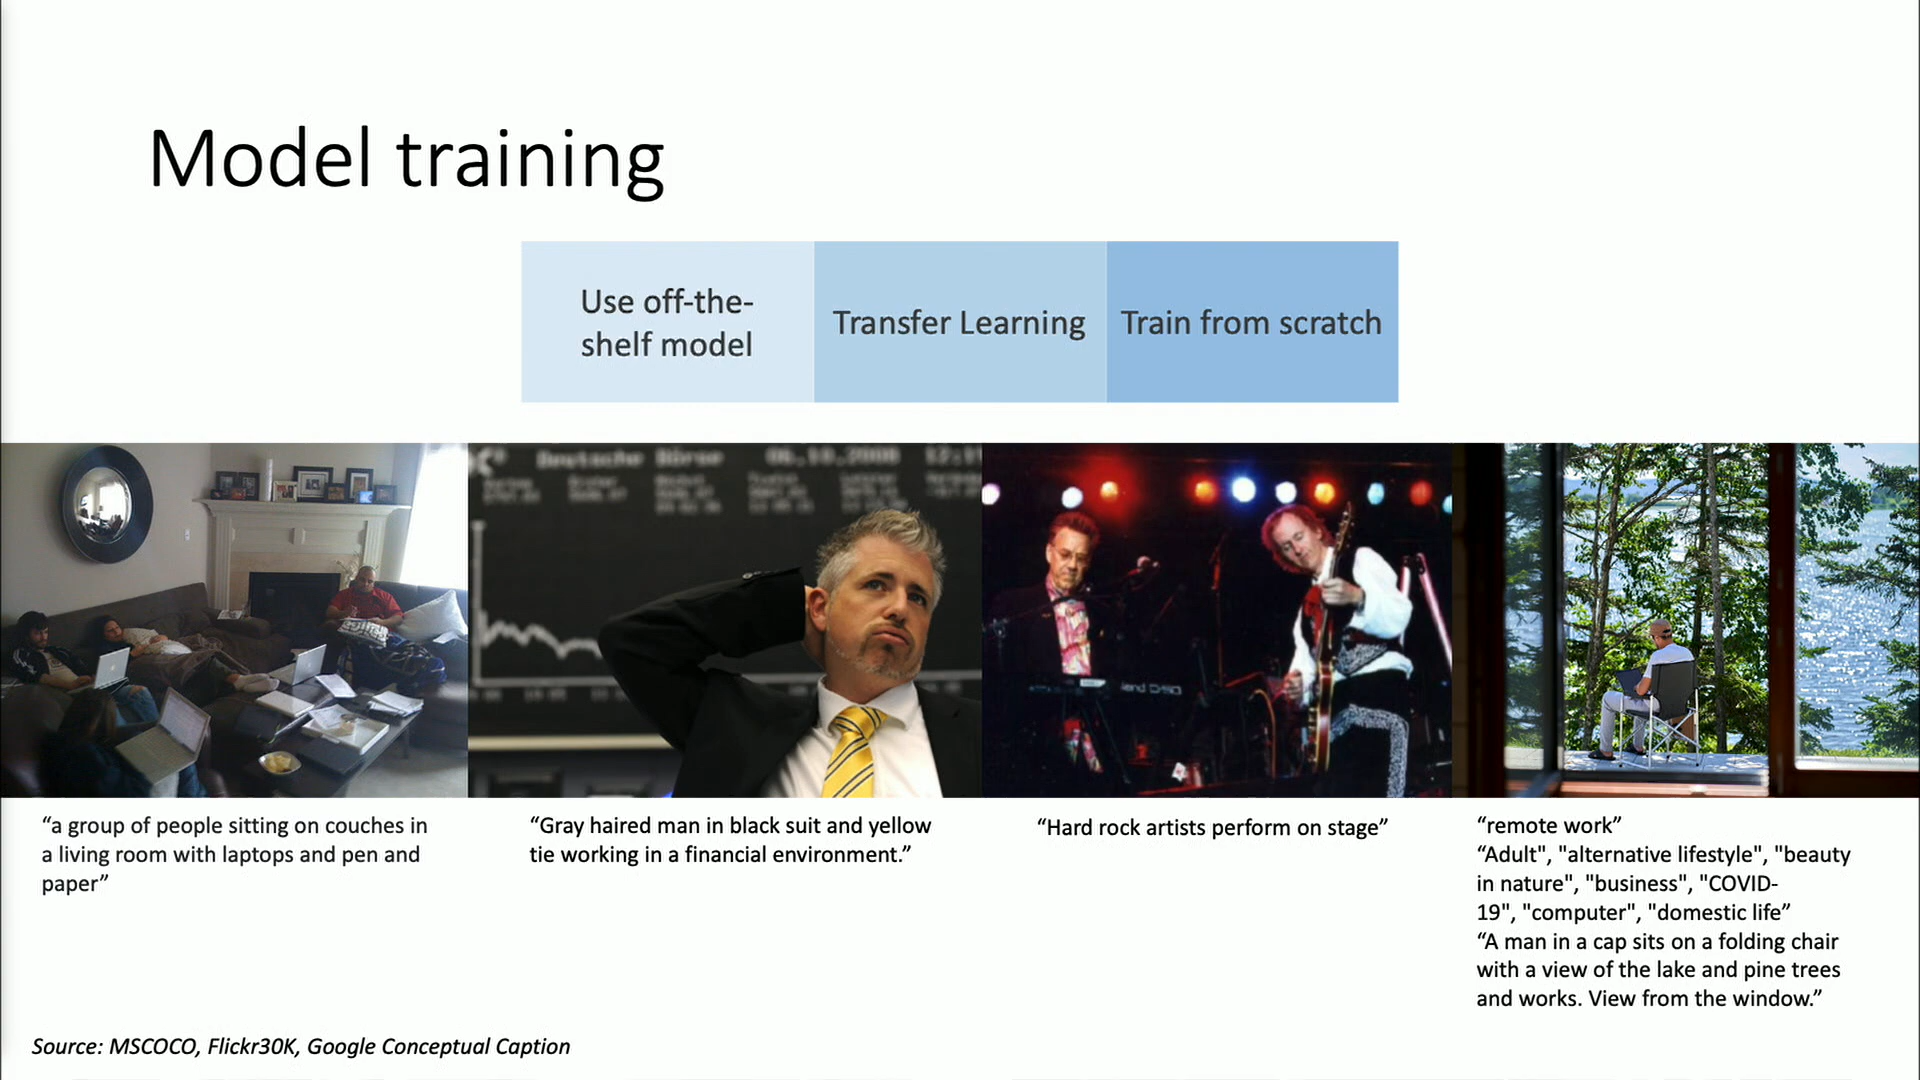 Model training
Use off-the-
shelf model
Transfer Learning
Train from scratch
Deutsche Börse
“a group of people sitting on couches in
a living room with laptops and pen and
paper”
“Gray haired man in black suit and yellow
tie working in a financial environment.”
“Hard rock artists perform on stage”
“remote work”
“Adult", "alternative lifestyle", "beauty
in nature", "business", "COVID-
19", "computer", "domestic life”
“A man in a cap sits on a folding chair
with a view of the lake and pine trees
and works. View from the window.”
Source: MSCOCO, Flickr30K, Google Conceptual Caption